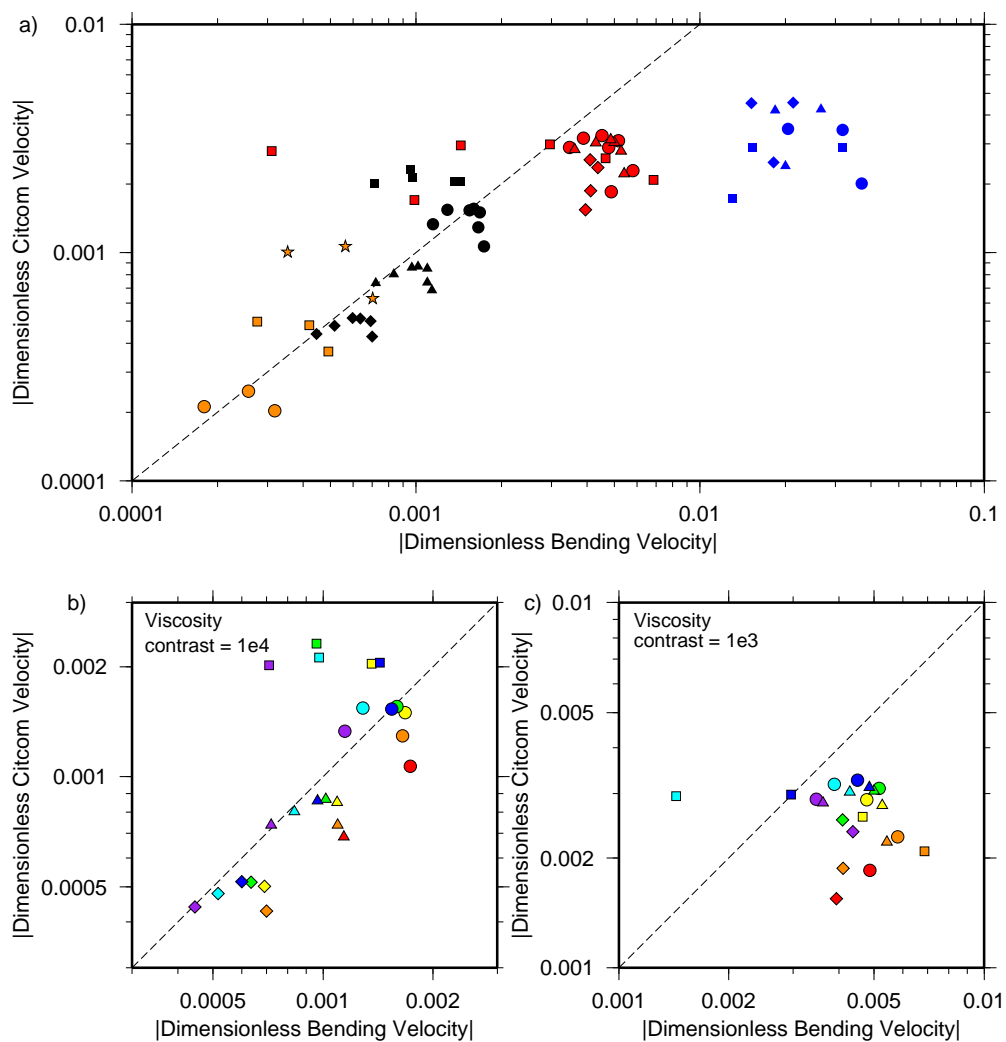 a)
0.01
0.001
0.0001
|Dimensionless Citcom Velocity|
0.0001
0.001
0.01
0.1
|Dimensionless Bending Velocity|
b)
Viscosity
contrast = 1e4
0.002
0.001
0.0005
|Dimensionless Citcom Velocity|
0.0005
0.001
0.002
|Dimensionless Bending Velocity|
c)
Viscosity
contrast = 1e3
0.01
0.005
0.002
0.001
|Dimensionless Citcom Velocity|
0.001
0.002
0.005
0.01
|Dimensionless Bending Velocity|